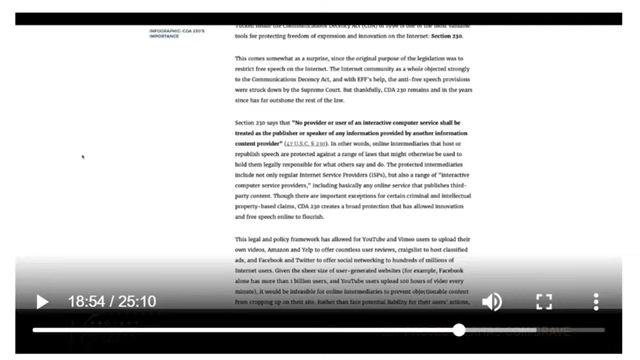 Tucked inside the Communications Decency Act (CDA) of 1996 is one of the most valuable
INFOGRAPHIC: CDA 230'S
IMPORTANCE
tools for protecting freedom of expression and innovation on the Internet: Section 230.
This comes somewhat as a surprise, since the original purpose of the legislation was to
restrict free speech on the Internet. The Internet community as a whole objected strongly
to the Communications Decency Act, and with EFF's help, the anti-free speech provisions
were struck down by the Supreme Court. But thankfully, CDA 230 remains and in the years
since has far outshone the rest of the law.
Section 230 says that "No provider or user of an interactive computer service shall be
treated as the publisher or speaker of any information provided by another information
content provider" (47 U.S.C. § 230). In other words, online intermediaries that host or
republish speech are protected against a range of laws that might otherwise be used to
hold them legally responsible for what others say and do. The protected intermediaries
include not only regular Internet Service Providers (ISPs), but also a range of "interactive
computer service providers," including basically any online service that publishes third-
party content. Though there are important exceptions for certain criminal and intellectual
property-based claims, CDA 230 creates a broad protection that has allowed innovation
and free speech online to flourish.
This legal and policy framework has allowed for YouTube and Vimeo users to upload their
own videos, Amazon and Yelp to offer countless user reviews, craigslist to host classified
ads, and Facebook and Twitter to offer social networking to hundreds of millions of
Internet users. Given the sheer size of user-generated websites (for example, Facebook
alone has more than 1 billion users, and YouTube users upload 100 hours of video every
minute), it would be infeasible for online intermediaries to prevent objectionable content
from cropping up on their site. Rather than face potential liability for their users' actions,
18:54 / 25:10